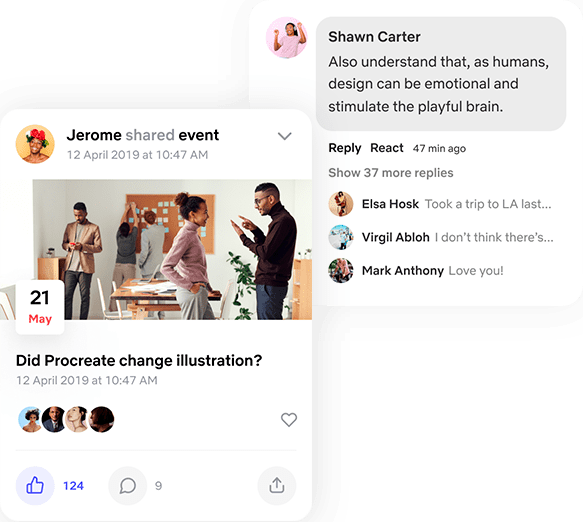 Shawn Carter
Also understand that, as humans,
design can be emotional and
stimulate the playful brain.
Reply React 47 min ago
Show 37 more replies
Elsa Hosk Took a trip to LA last...
Virgil Abloh I don't think there's...
Mark Anthony Love you!
Jerome shared event
12 April 2019 at 10:47 AM
21
May
Did Procreate change illustration?
12 April 2019 at 10:47 AM
124 9